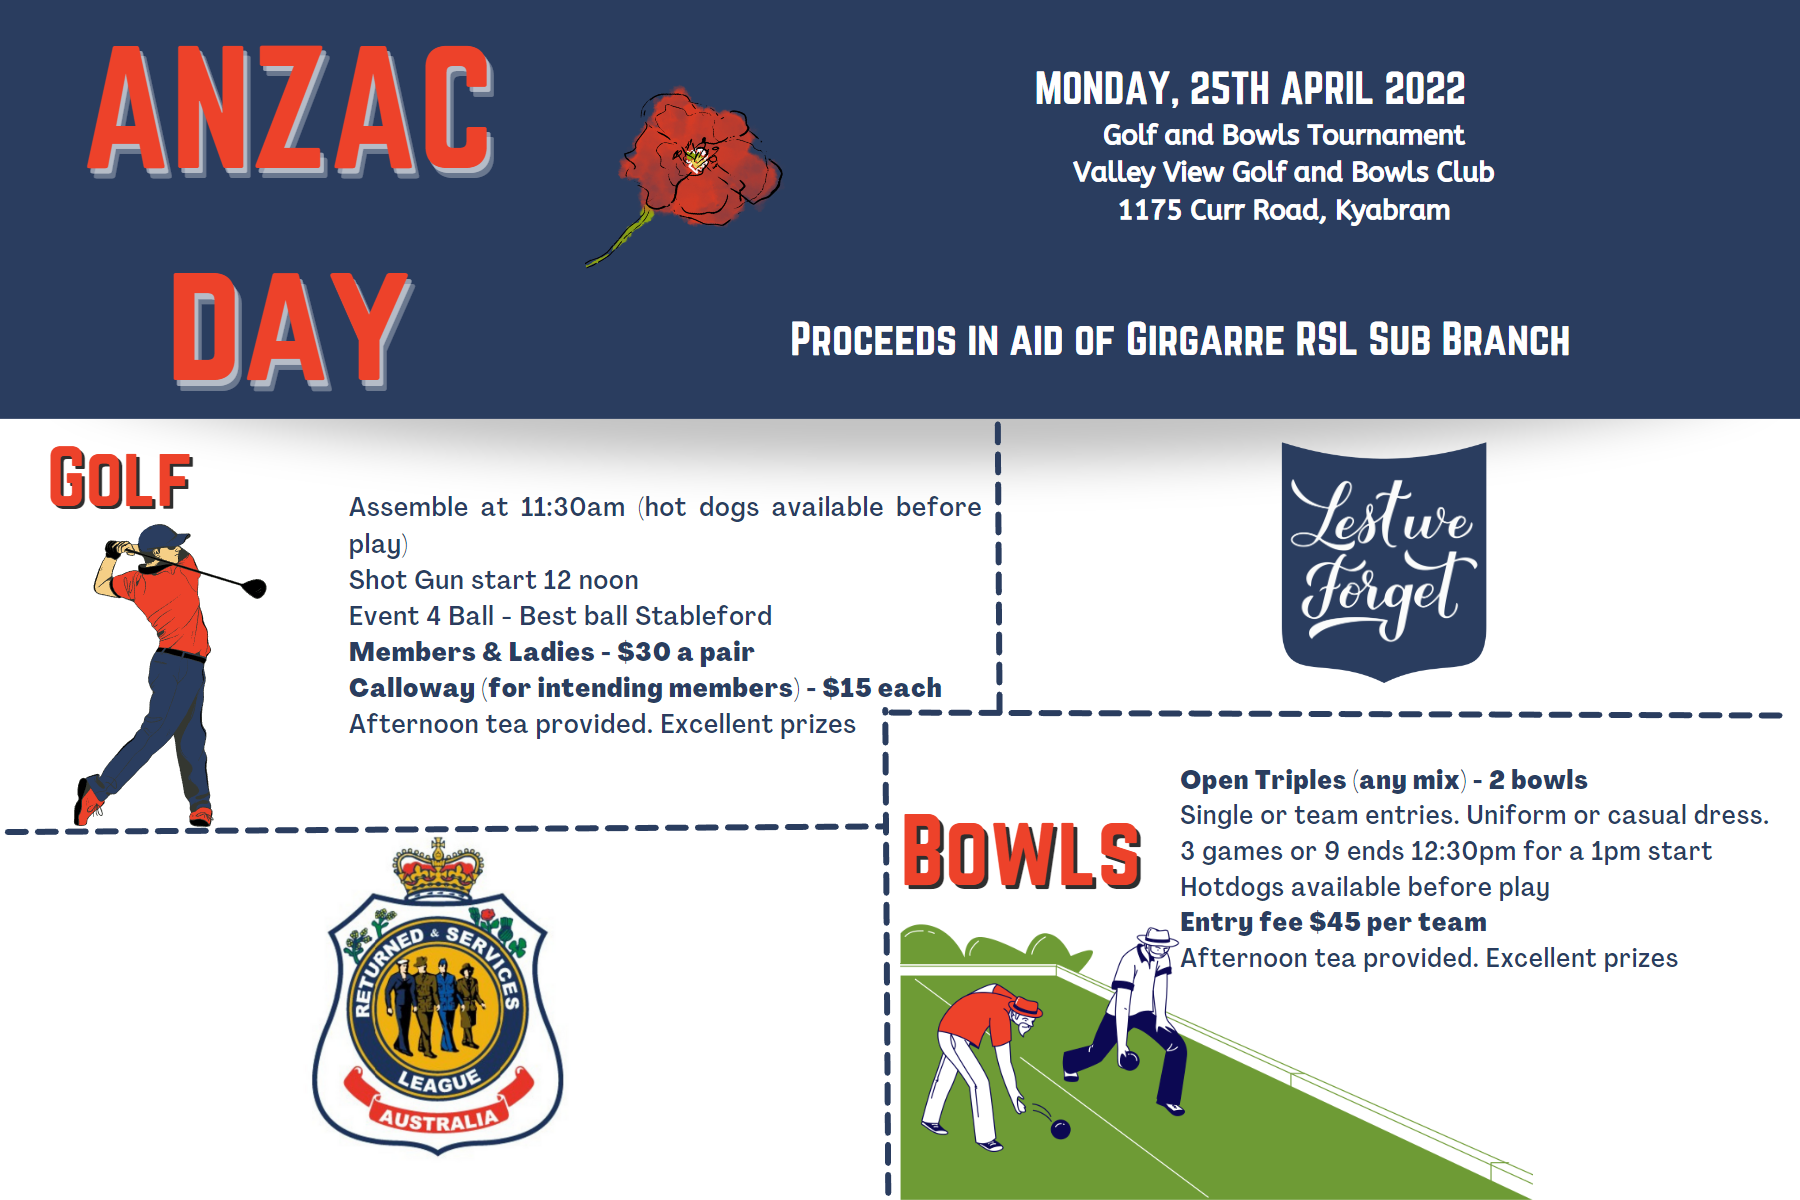 ANZAC
DAY
MONDAY, 25TH APRIL 2022
Golf and Bowls Tournament
Valley View Golf and Bowls Club
1175 Curr Road, Kyabram
PROCEEDS IN AID OF GIRGARRE RSL SUB BRANCH
GOLF
Assemble at 11:30am (hot dogs available before
play)
Shot Gun start 12 noon
Event 4 Ball - Best ball Stableford
Members & Ladies - $30 a pair
Calloway (for intending members) - $15 each
Afternoon tea provided. Excellent prizes
Lest we
Forget
BOWLS
Open Triples (any mix) - 2 bowls
Single or team entries. Uniform or casual dress.
3 games or 9 ends 12:30pm for a 1pm start
Hotdogs available before play
Entry fee $45 per team
Afternoon tea provided. Excellent prizes
RETURNED & SERVICES
LEAGUE
AUSTRALIA